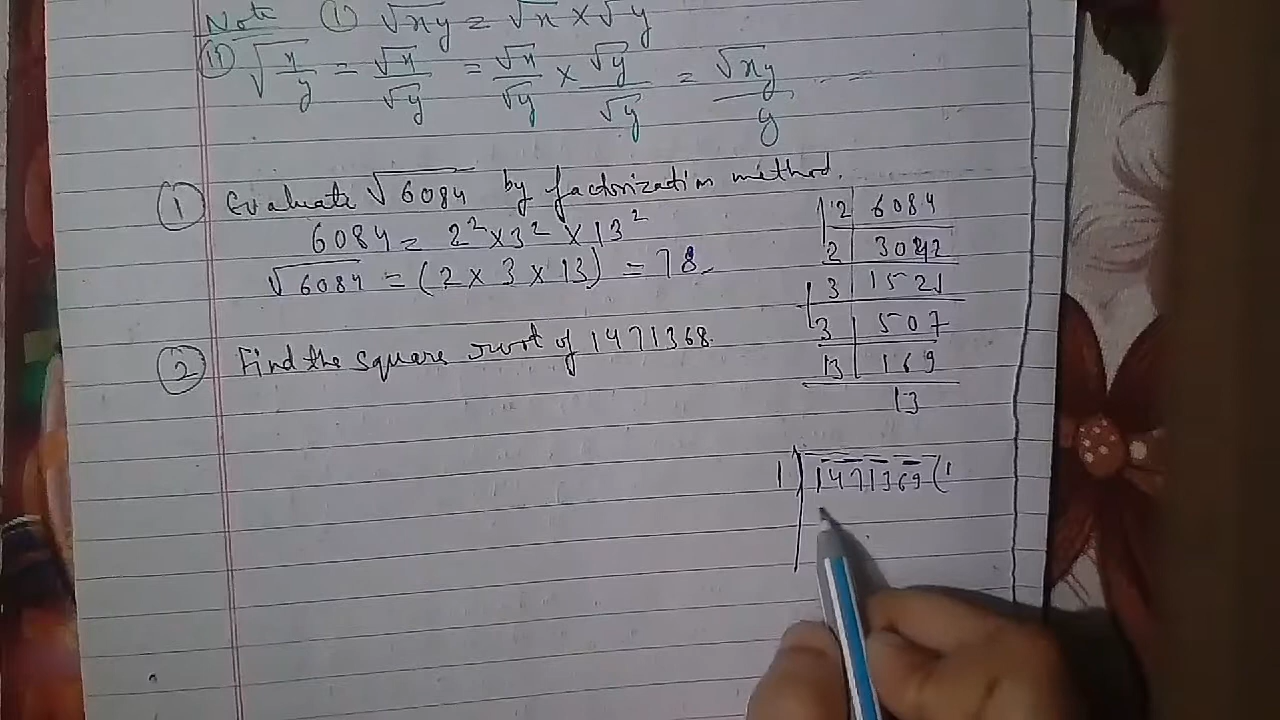 Note (i) √xy = √x × √y
(ii) √x/y = √x/√y = √x/√y × √y/√y = √xy/y =
① Evaluate √6084 by factorization method.
6084 = 2² × 3² × 13²
√6084 = (2 × 3 × 13) = 78
2 | 6084
2 | 3042
3 | 1521
3 | 507
13 | 169
13
② Find the square root of 1471368.
1 ) 1471369 ( 1